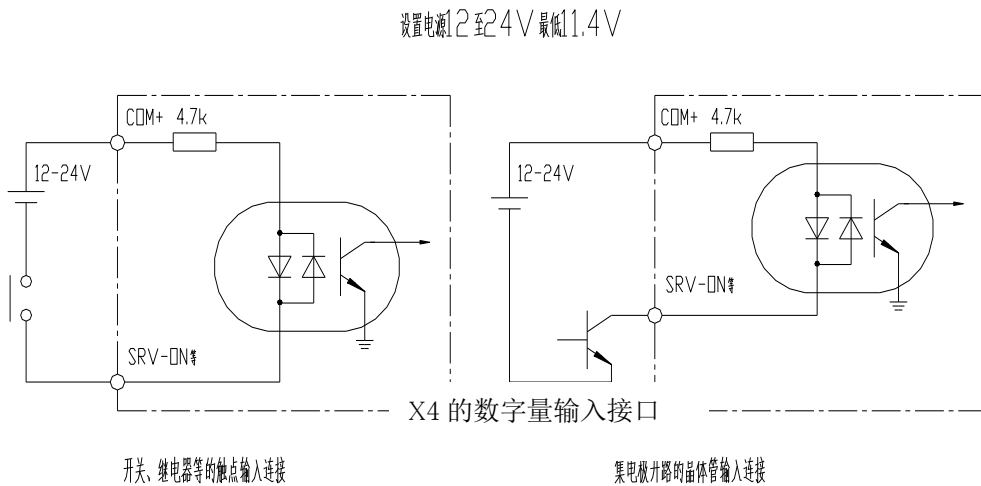 设置电源12至24V最低11.4V
COM+ 4.7k
12-24V
SRV-ON等
COM+ 4.7k
12-24V
SRV-ON等
X4 的数字量输入接口
开关、继电器等的触点输入连接
集电极开路的晶体管输入连接